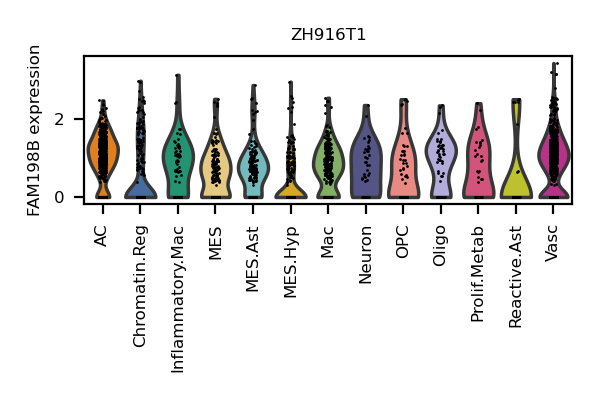 ZH916T1
FAM198B expression
2
0
AC
Chromatin.Reg
Inflammatory.Mac
MES
MES.Ast
MES.Hyp
Mac
Neuron
OPC
Oligo
Prolif.Metab
Reactive.Ast
Vasc